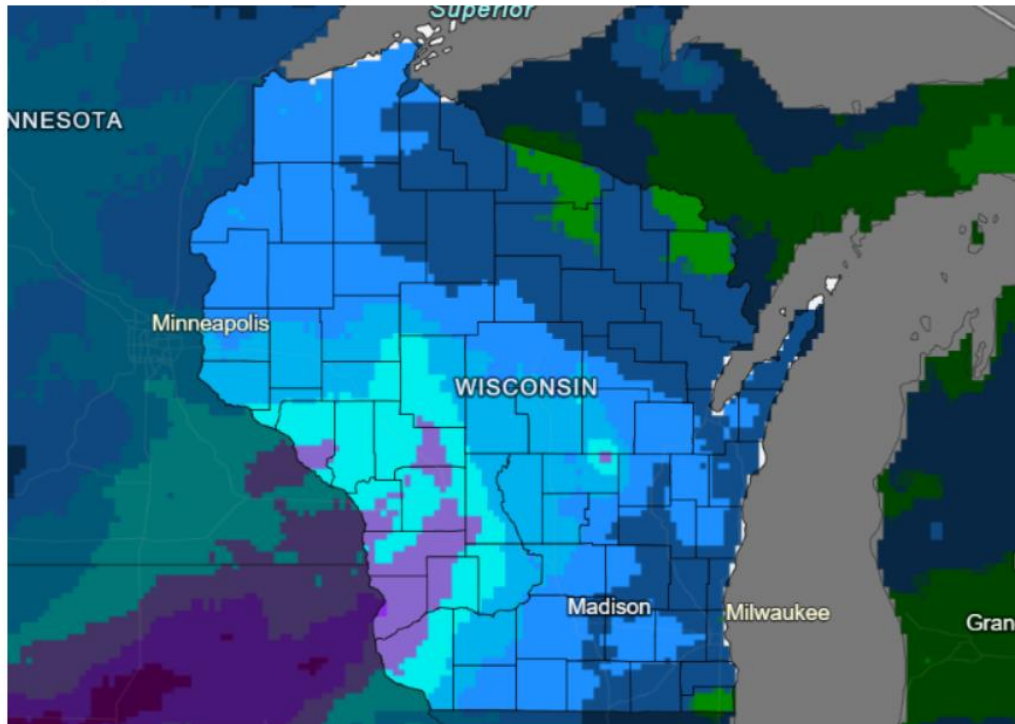 Superior
NNESOTA
Minneapolis
WISCONSIN
Madison
Milwaukee
Gran